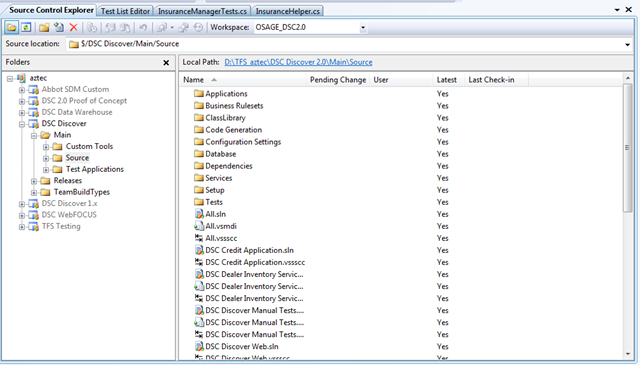 Source Control Explorer Test List Editor InsuranceManagerTests.cs InsuranceHelper.cs
Workspace: OSAGE_DSC2.0
Source location: $/DSC Discover/Main/Source
Folders
Local Path: D:\TFS_aztec\DSC Discover 2.0\Main\Source
aztec
Abbot SDM Custom
DSC 2.0 Proof of Concept
DSC Data Warehouse
DSC Discover
Main
Custom Tools
Source
Test Applications
Releases
TeamBuildTypes
DSC Discover 1.x
DSC WebFOCUS
TFS Testing
Name Pending Change User Latest Last Check-in
Applications Yes
Business Rulesets Yes
ClassLibrary Yes
Code Generation Yes
Configuration Settings Yes
Database Yes
Dependencies Yes
Services Yes
Setup Yes
Tests Yes
All.sln Yes
All.vsmdi Yes
All.vssscc Yes
DSC Credit Application.sln Yes
DSC Credit Application.vssscc Yes
DSC Dealer Inventory Servic... Yes
DSC Dealer Inventory Servic... Yes
DSC Dealer Inventory Servic... Yes
DSC Discover Manual Tests.... Yes
DSC Discover Manual Tests.... Yes
DSC Discover Manual Tests.... Yes
DSC Discover Web.sln Yes
DSC Discover Web.vssscc Yes